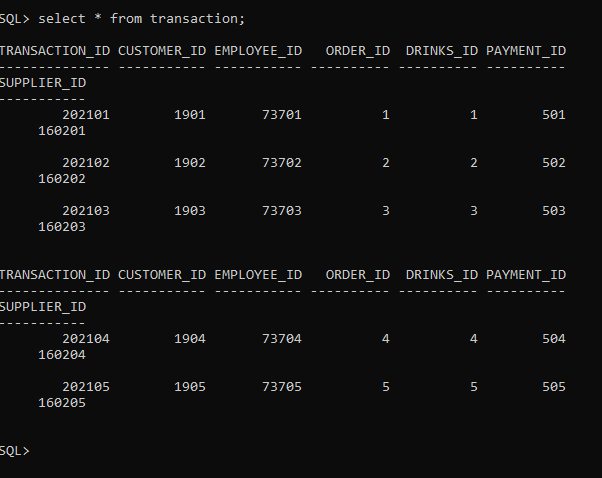 SQL> select * from transaction;
TRANSACTION_ID CUSTOMER_ID EMPLOYEE_ID   ORDER_ID  DRINKS_ID PAYMENT_ID
-------------- ----------- ----------- ---------- ---------- ----------
SUPPLIER_ID
-----------
        202101        1901       73701          1          1        501
     160201
        202102        1902       73702          2          2        502
     160202
        202103        1903       73703          3          3        503
     160203
TRANSACTION_ID CUSTOMER_ID EMPLOYEE_ID   ORDER_ID  DRINKS_ID PAYMENT_ID
-------------- ----------- ----------- ---------- ---------- ----------
SUPPLIER_ID
-----------
        202104        1904       73704          4          4        504
     160204
        202105        1905       73705          5          5        505
     160205
SQL>